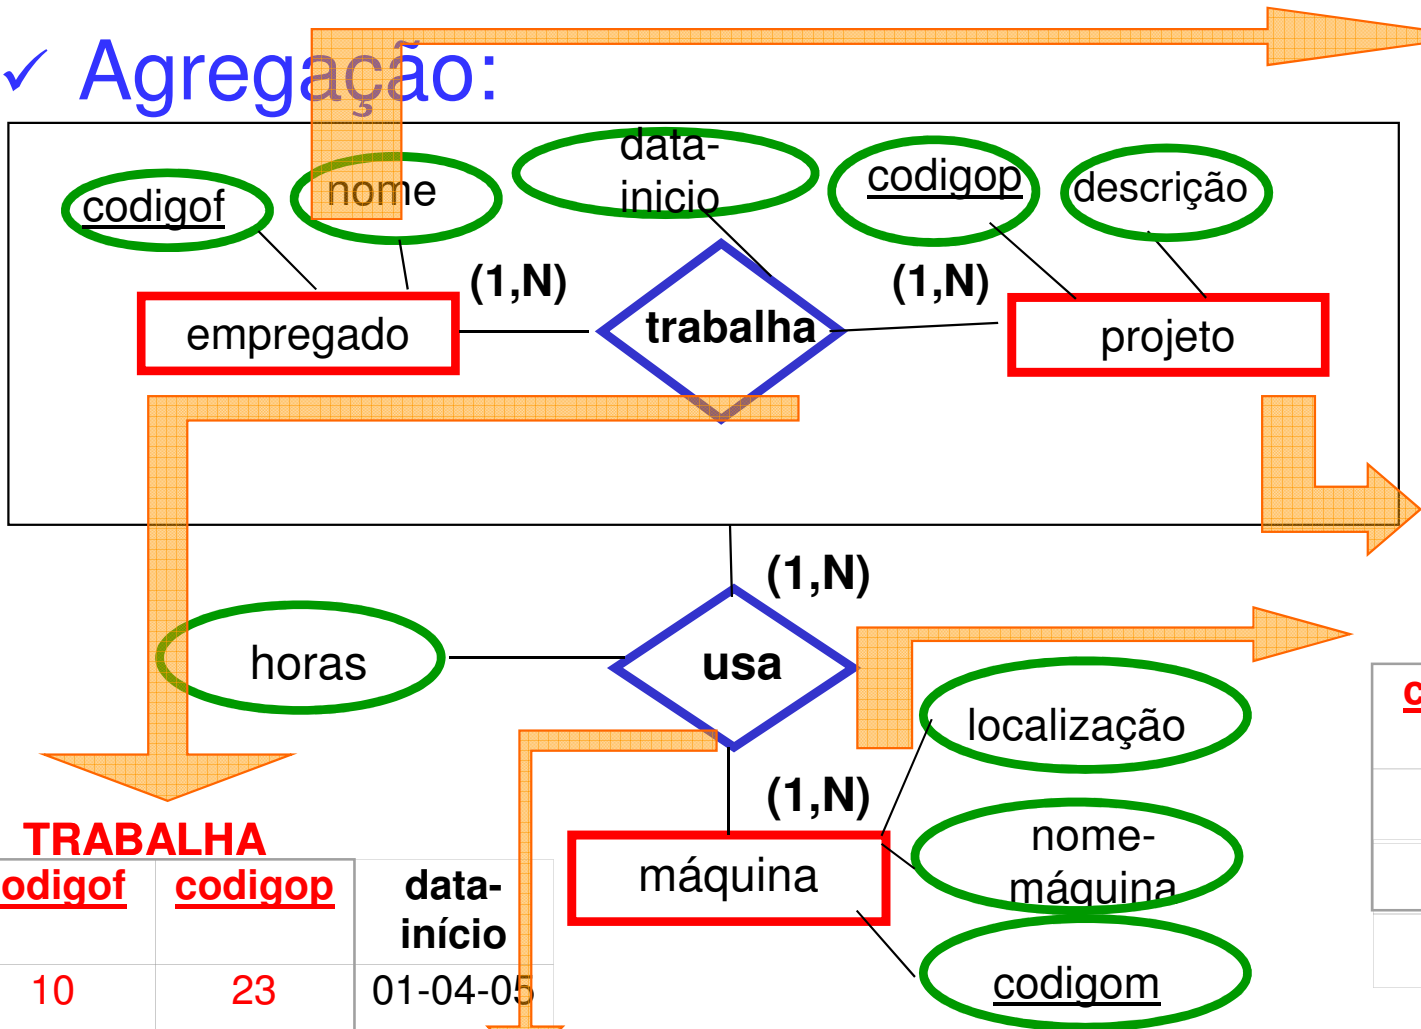 ✓ Agregação:
data-
inicio
codigof
nome
codigop
descrição
(1,N)
(1,N)
empregado
trabalha
projeto
(1,N)
horas
usa
localização
(1,N)
máquina
nome-
máquina
codigom
TRABALHA
odigof codigop data-
início
10 23 01-04-05
c